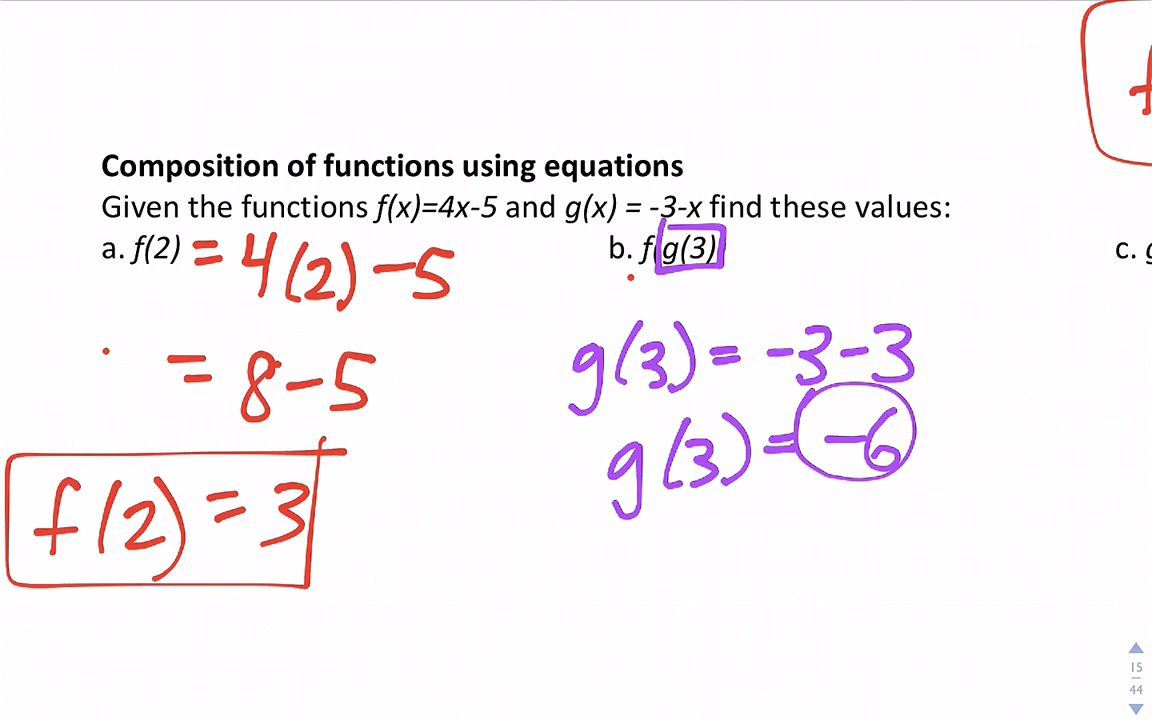 Composition of functions using equations
Given the functions f(x)=4x-5 and g(x) = -3-x find these values:
a. f(2) = 4(2)-5
= 8-5
f(2) = 3
b. f(g(3)
g(3) = -3-3
g(3) = -6
c. g
f
15
44